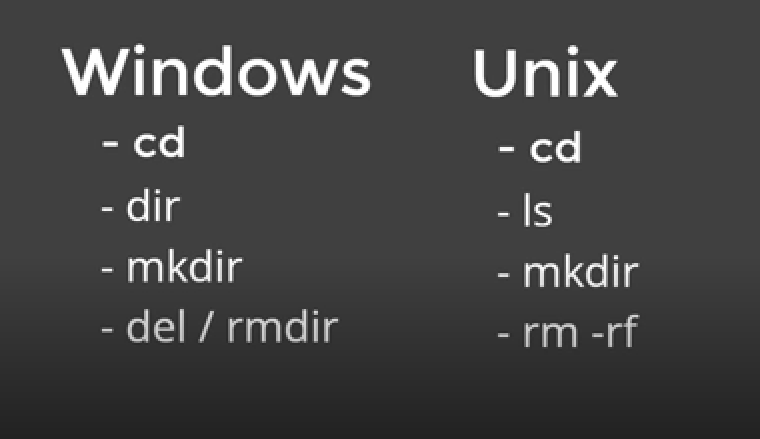 Windows
- cd
- dir
- mkdir
- del / rmdir
Unix
- cd
- ls
- mkdir
- rm -rf